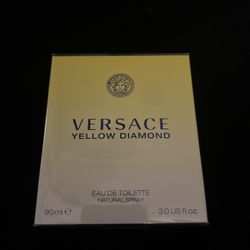 VERSACE
YELLOW DIAMOND
EAU DE TOILETTE
NATURAL SPRAY
90 ml ℮ 3.0 US fl.oz.